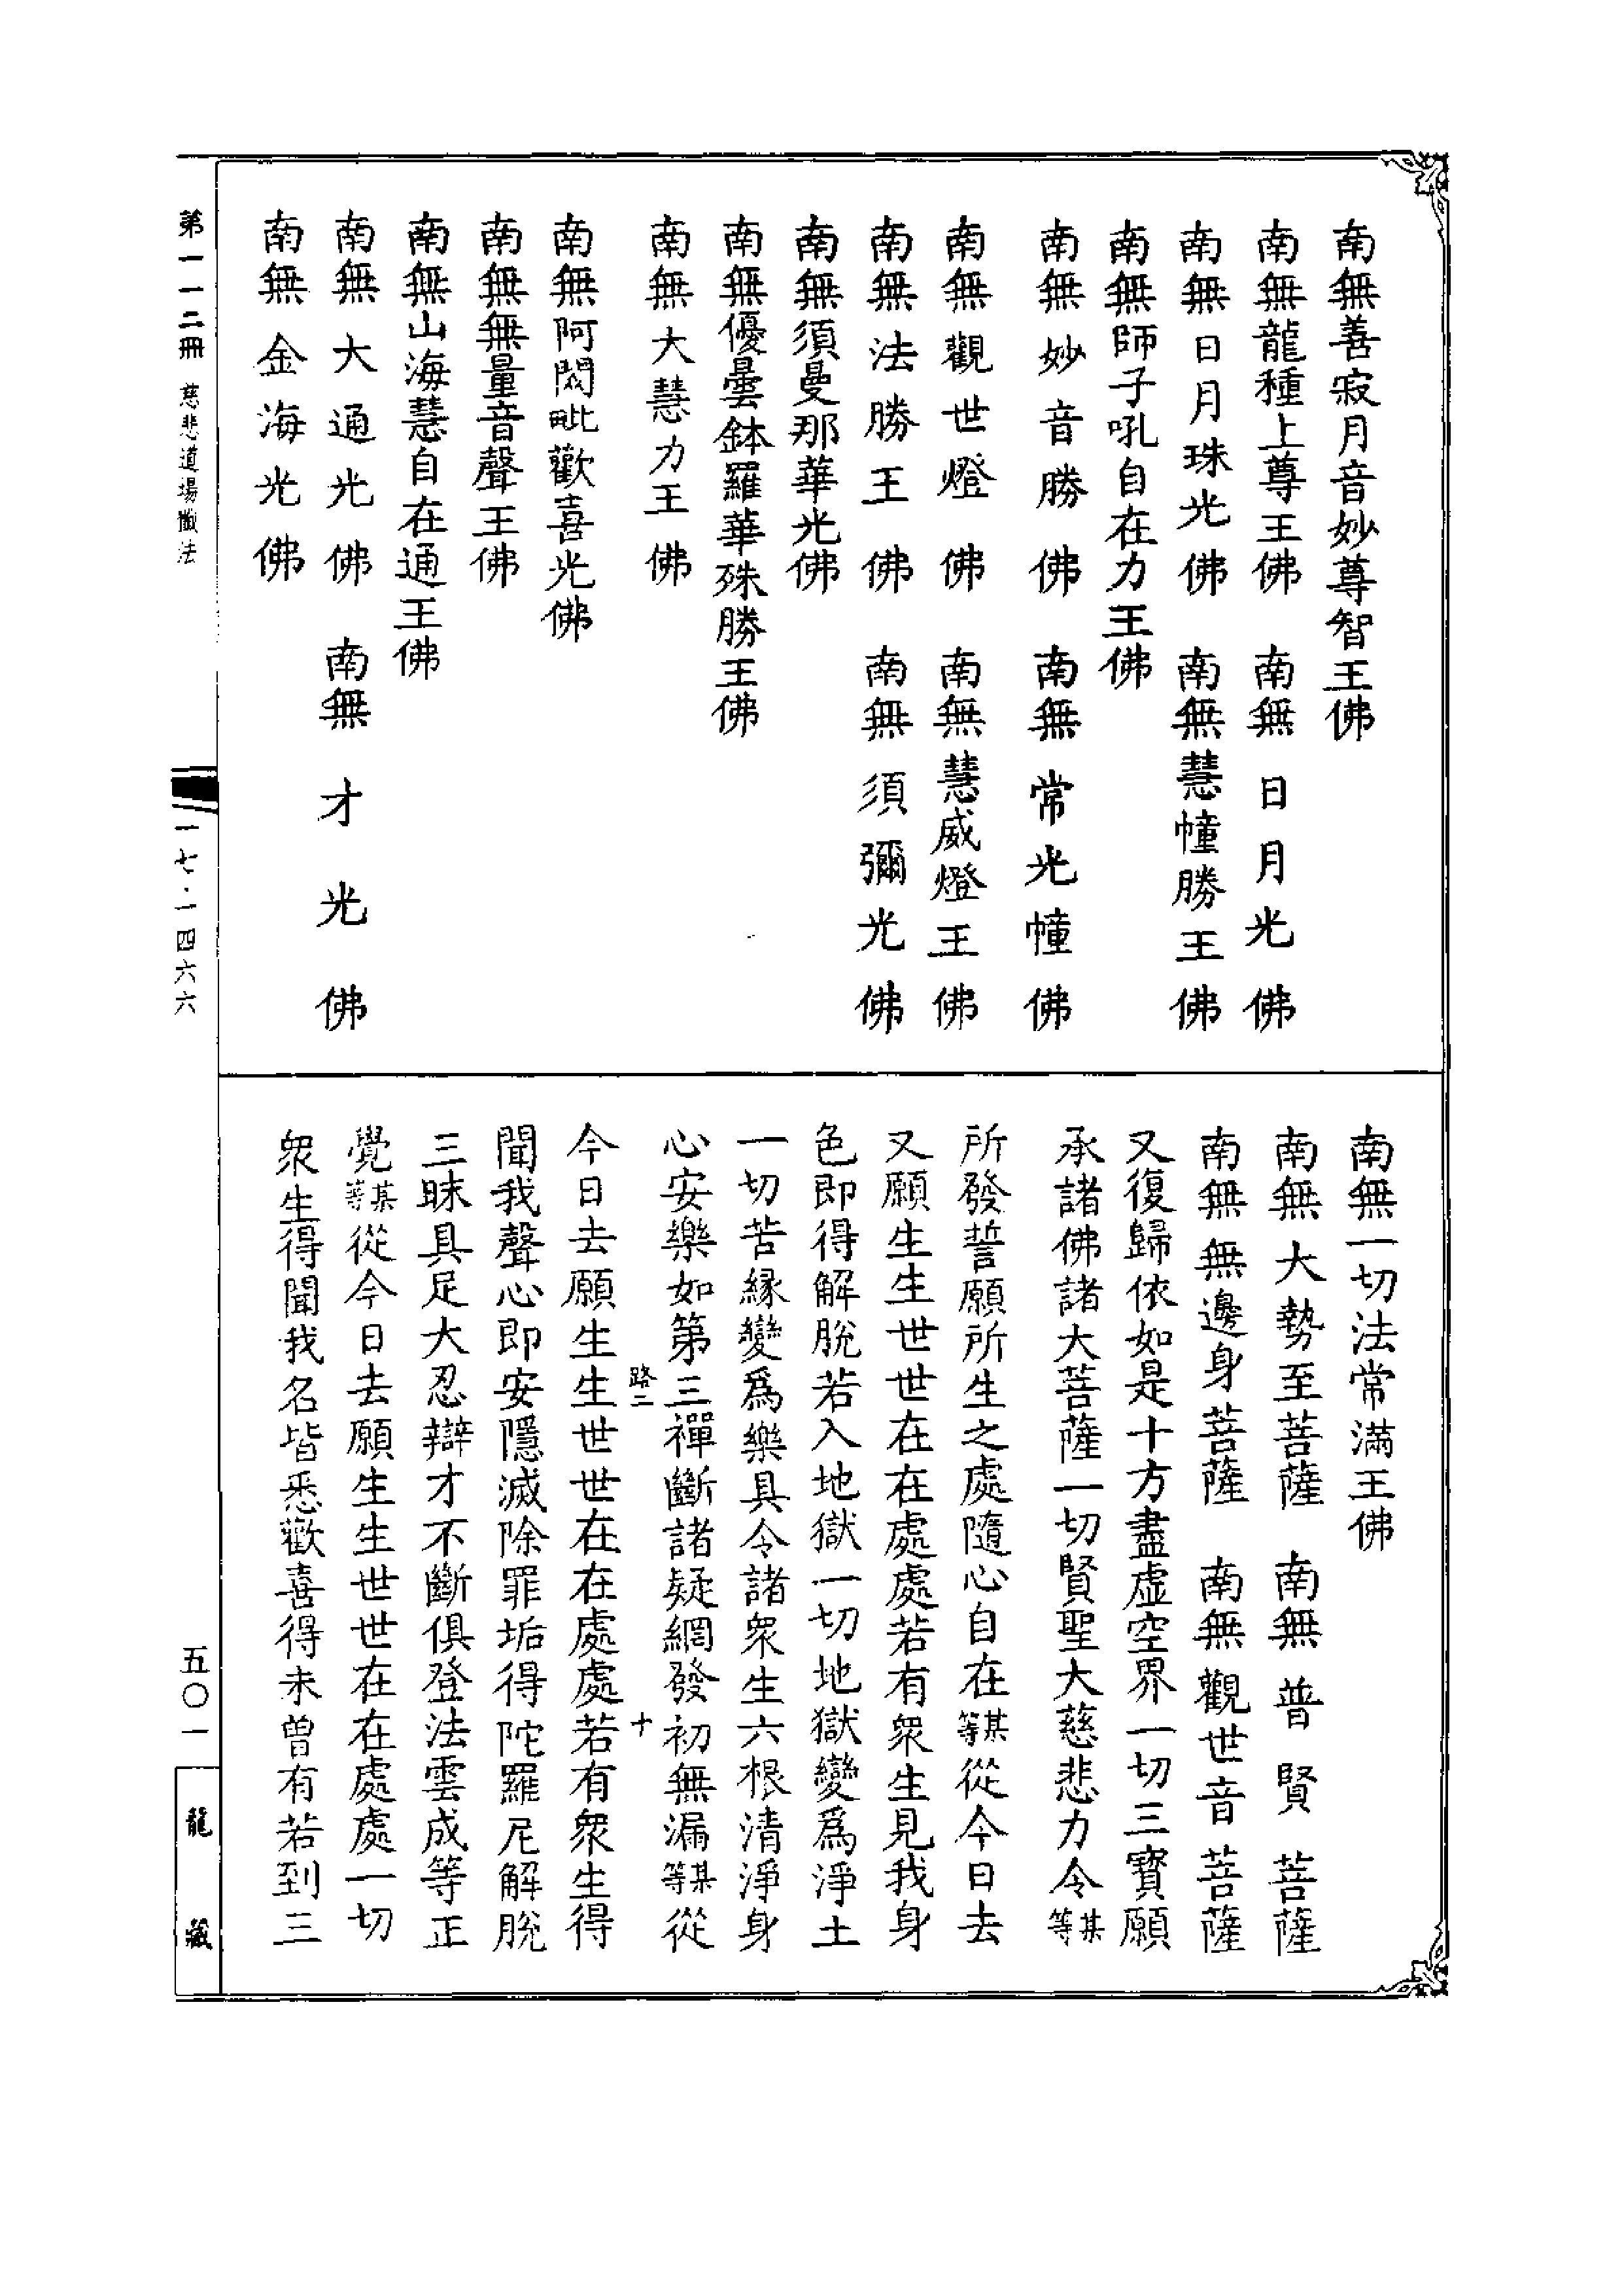 南無善寂月音妙尊智王佛
南無龍種上尊王佛　南無日月光佛
南無日月珠光佛　南無慧幢勝王佛
南無師子吼自在力王佛
南無妙音勝佛　南無常光幢佛
南無觀世燈佛　南無慧威燈王佛
南無法勝王佛　南無須彌光佛
南無須曼那華光佛
南無優曇鉢羅華殊勝王佛
南無大慧力王佛
南無阿閦毗歡喜光佛
南無無量音聲王佛
南無山海慧自在通王佛
南無大通光佛　南無才光佛
南無金海光佛
南無一切法常滿王佛
南無大勢至菩薩　南無普賢菩薩
南無無邊身菩薩　南無觀世音菩薩
又復歸依如是十方盡虛空界一切三寶願
承諸佛諸大菩薩一切賢聖大慈悲力令某等
所發誓願所生之處隨心自在某等從今日去
又願生生世世在在處處若有衆生見我身
色即得解脫若入地獄一切地獄變爲淨土
一切苦緣變爲樂具令諸衆生六根清淨身
心安樂如第三禪斷諸疑網發初無漏某等從
路二　十
今日去願生生世世在在處處若有衆生得
聞我聲心即安隱滅除罪垢得陀羅尼解脫
三昧具足大忍辯才不斷俱登法雲成等正
覺某等從今日去願生生世世在在處處一切
衆生得聞我名皆悉歡喜得未曾有若到三
第一一二冊　慈悲道場懺法
一七·一四六六
五〇一
龍藏